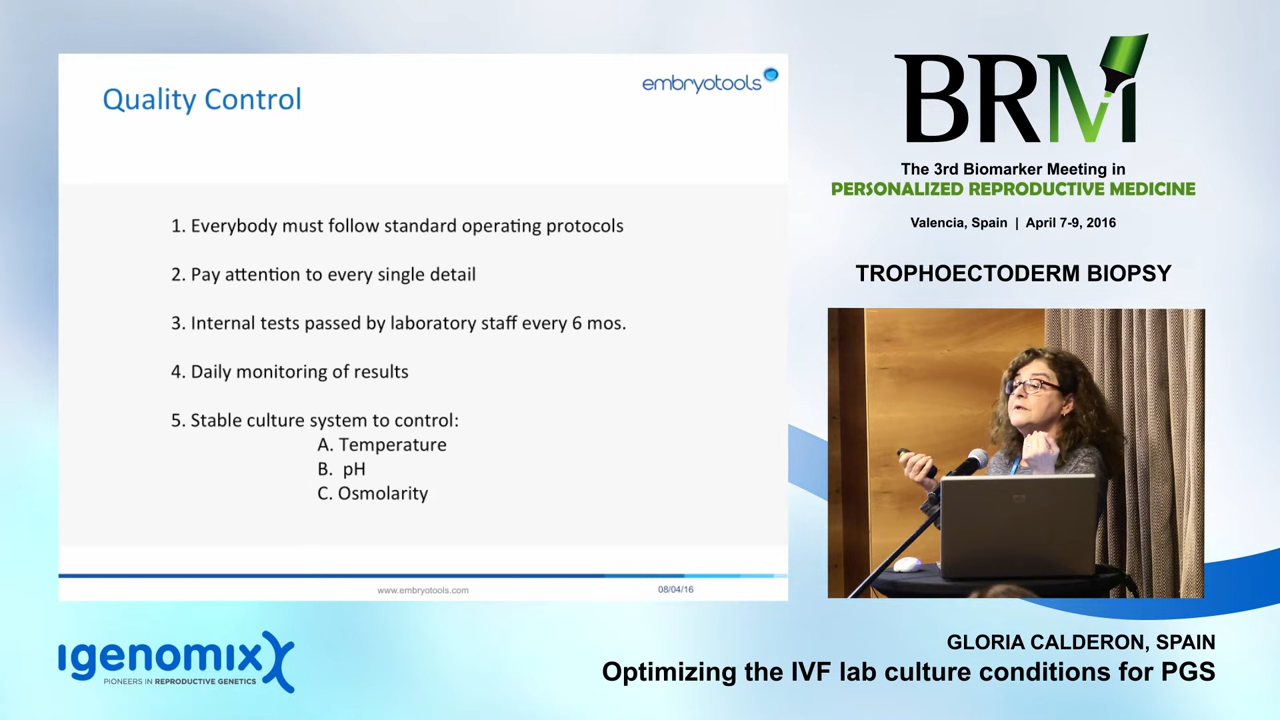 Quality Control
embryotools
1. Everybody must follow standard operating protocols
2. Pay attention to every single detail
3. Internal tests passed by laboratory staff every 6 mos.
4. Daily monitoring of results
5. Stable culture system to control:
A. Temperature
B. pH
C. Osmolarity
www.embryotools.com
08/04/16
BRM
The 3rd Biomarker Meeting in
PERSONALIZED REPRODUCTIVE MEDICINE
Valencia, Spain | April 7-9, 2016
TROPHOECTODERM BIOPSY
igenomix
PIONEERS IN REPRODUCTIVE GENETICS
GLORIA CALDERON, SPAIN
Optimizing the IVF lab culture conditions for PGS